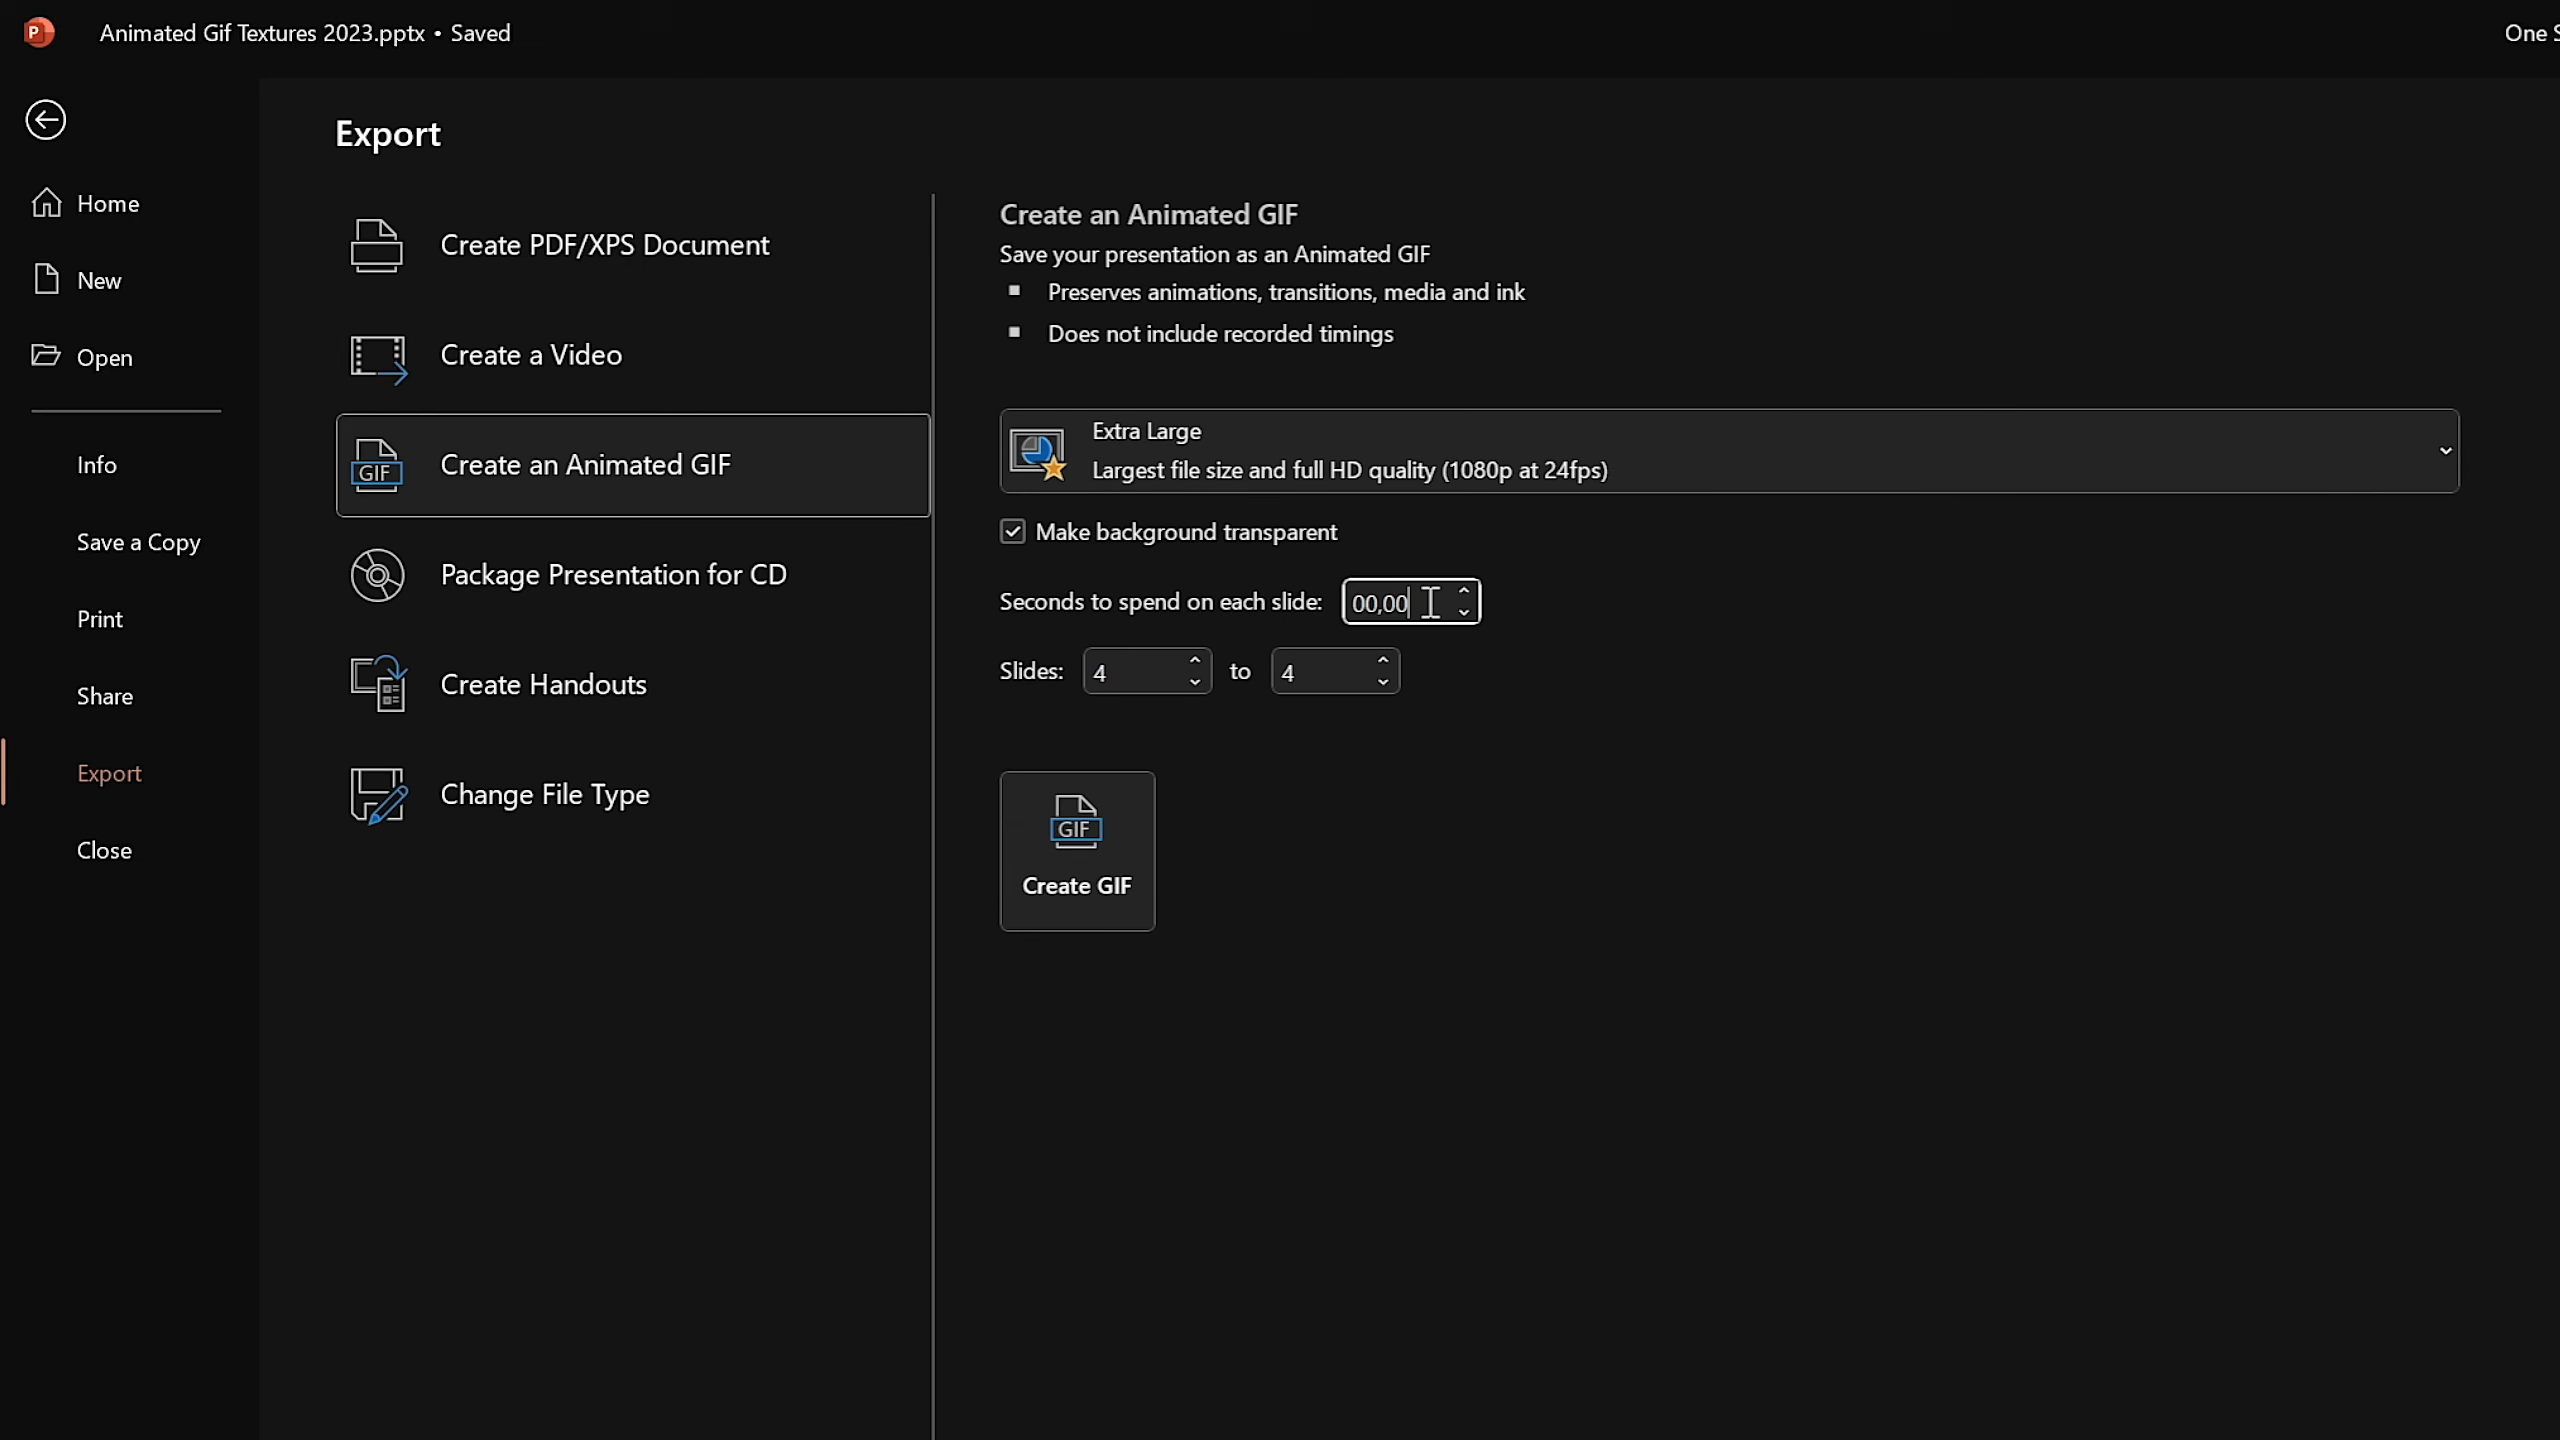 P
Animated Gif Textures 2023.pptx • Saved
One S
Home
New
Open
Info
Save a Copy
Print
Share
Export
Close
Export
Create PDF/XPS Document
Create a Video
GIF
Create an Animated GIF
Package Presentation for CD
Create Handouts
Change File Type
Create an Animated GIF
Save your presentation as an Animated GIF
▪ Preserves animations, transitions, media and ink
▪ Does not include recorded timings
Extra Large
Largest file size and full HD quality (1080p at 24fps)
Make background transparent
Seconds to spend on each slide: 00,00
Slides: 4 to 4
GIF
Create GIF